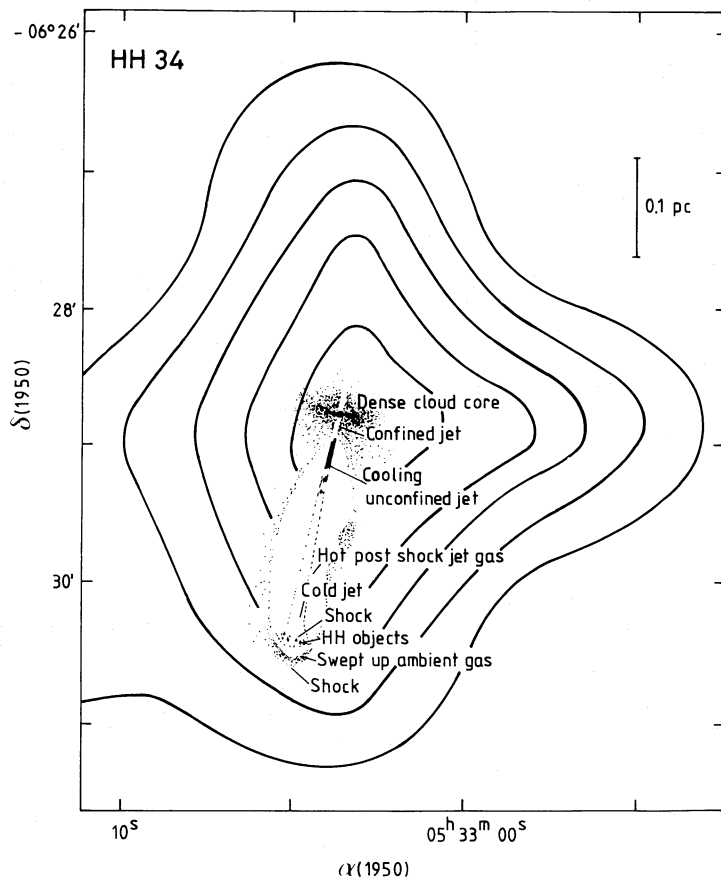 - 06° 26'
HH 34
0.1 pc
28'
δ(1950)
Dense cloud core
Confined jet
Cooling
unconfined jet
Hot post shock jet gas
30'
Cold jet
Shock
HH objects
Swept up ambient gas
Shock
10ˢ
05ʰ 33ᵐ 00ˢ
α(1950)